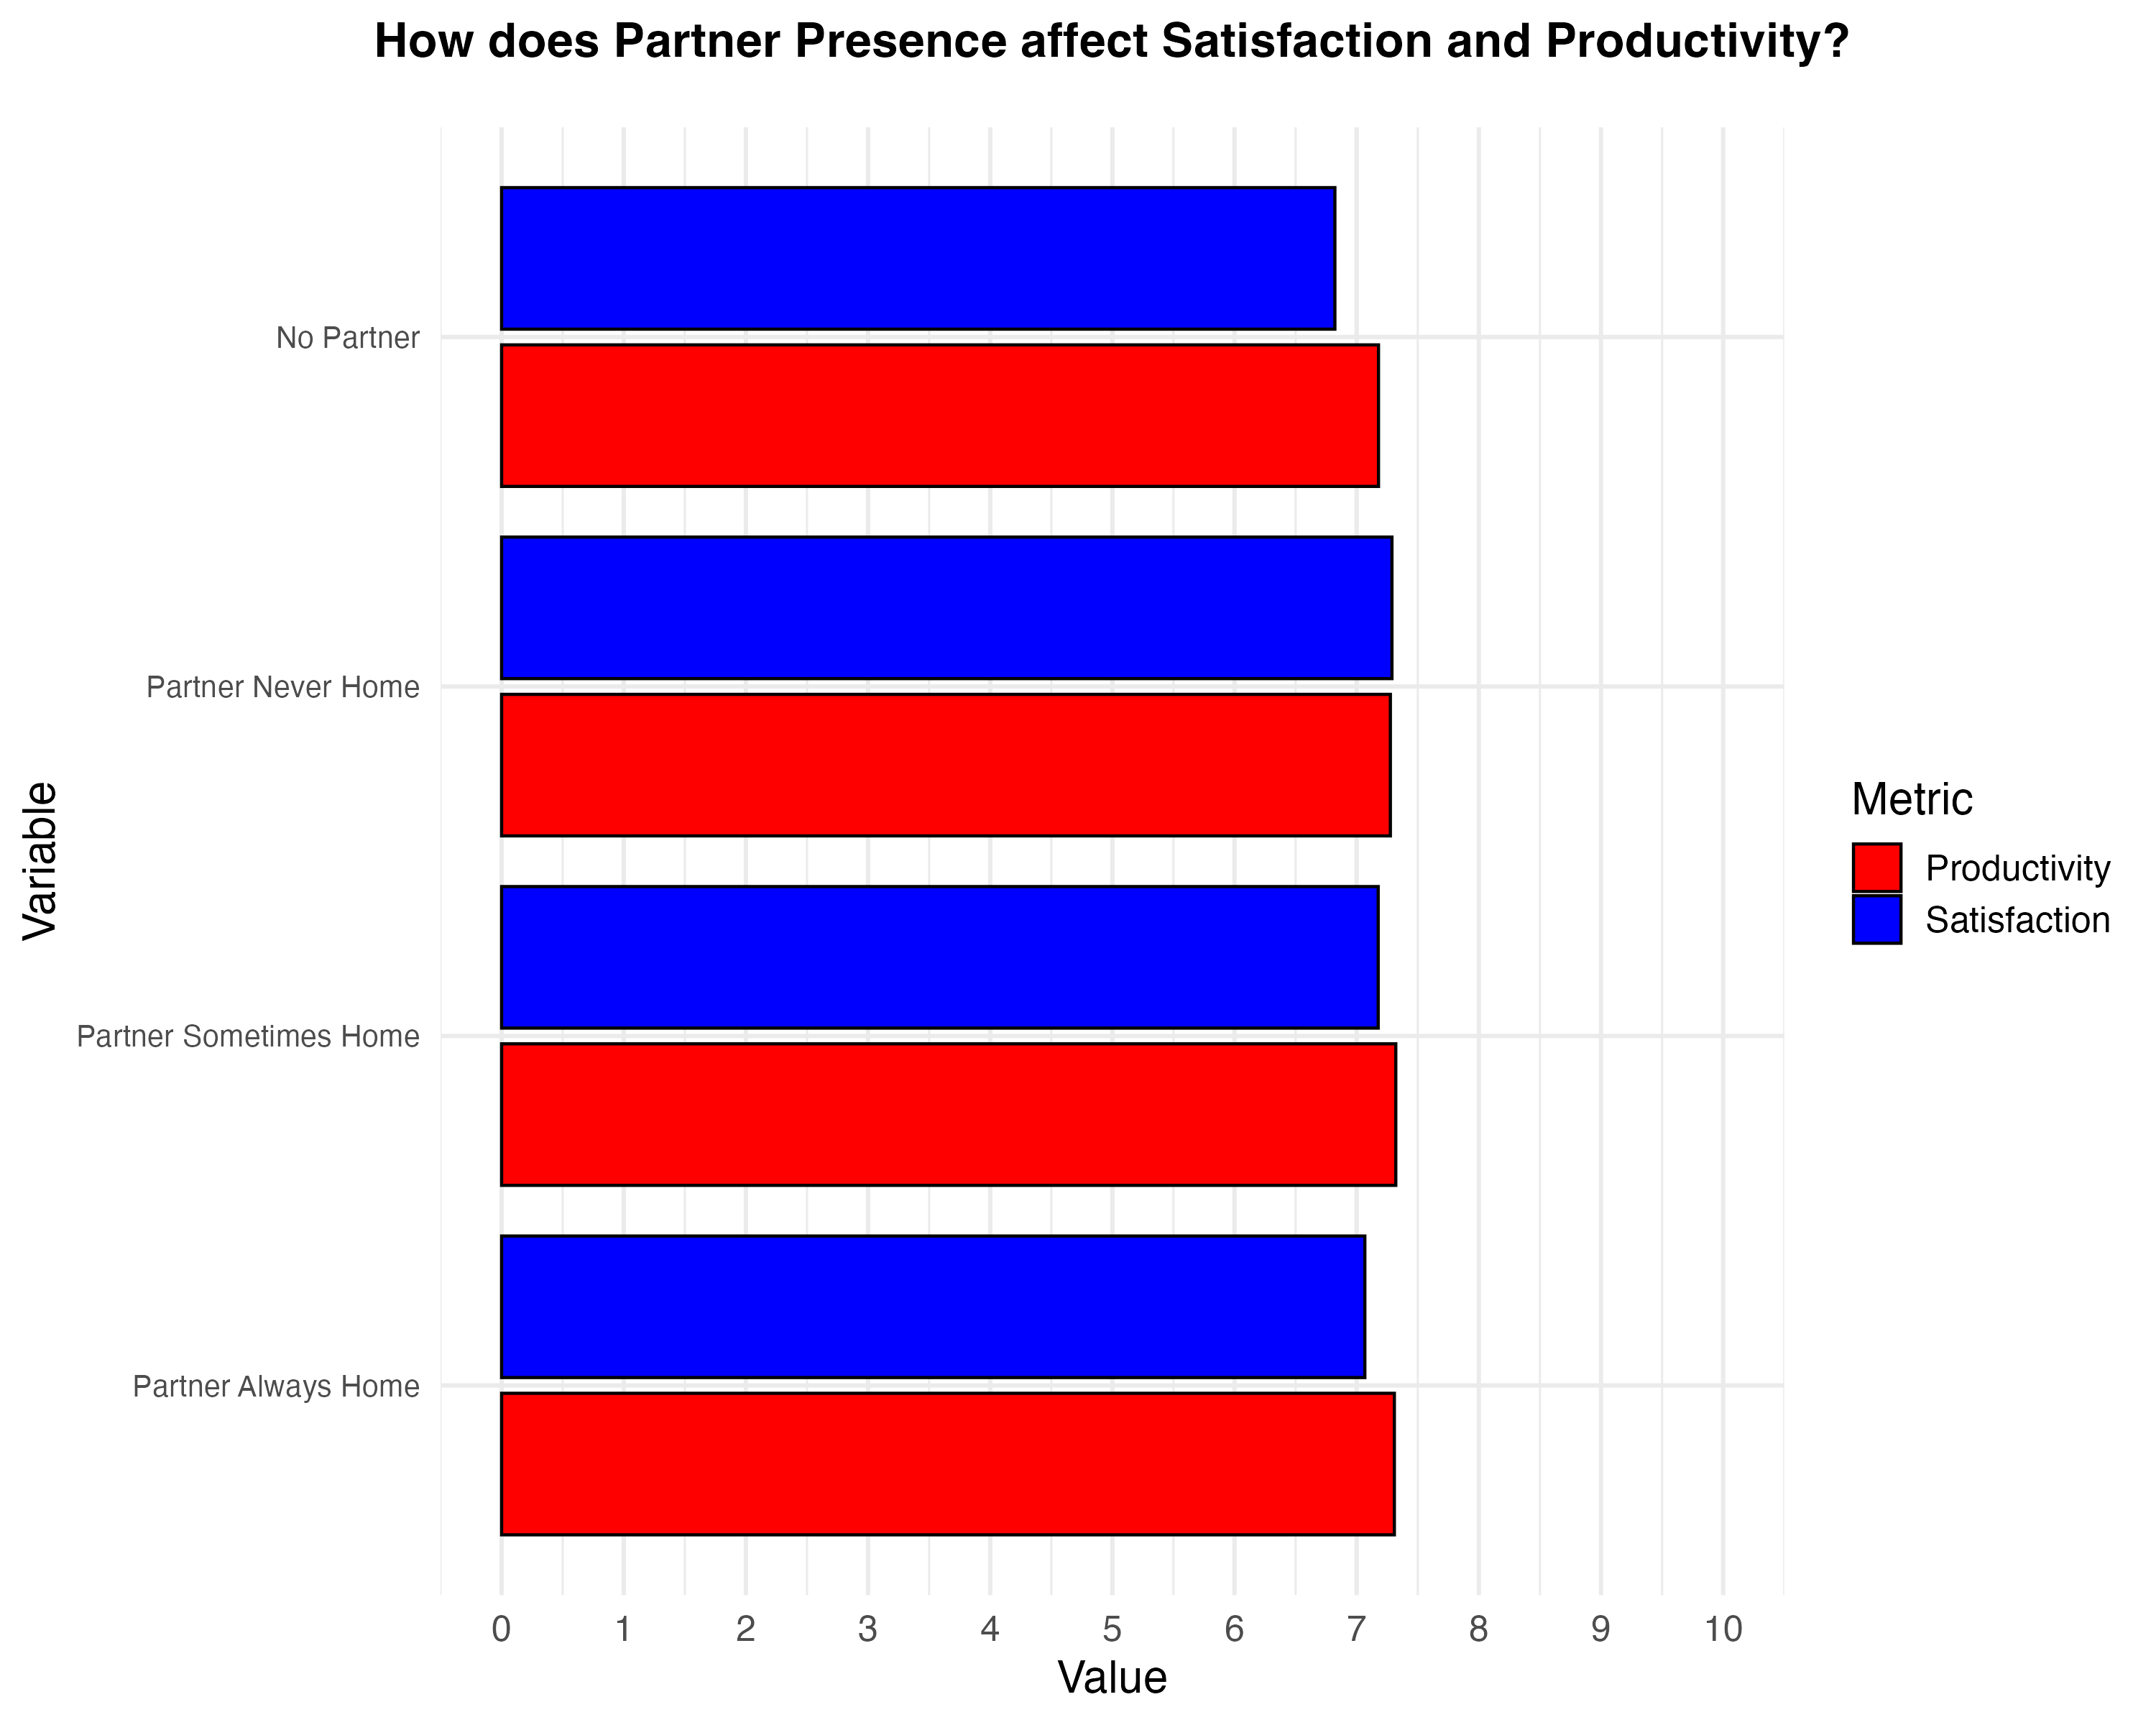 How does Partner Presence affect Satisfaction and Productivity?
No Partner
Partner Never Home
Partner Sometimes Home
Partner Always Home
Variable
0 1 2 3 4 5 6 7 8 9 10
Value
Metric
Productivity
Satisfaction